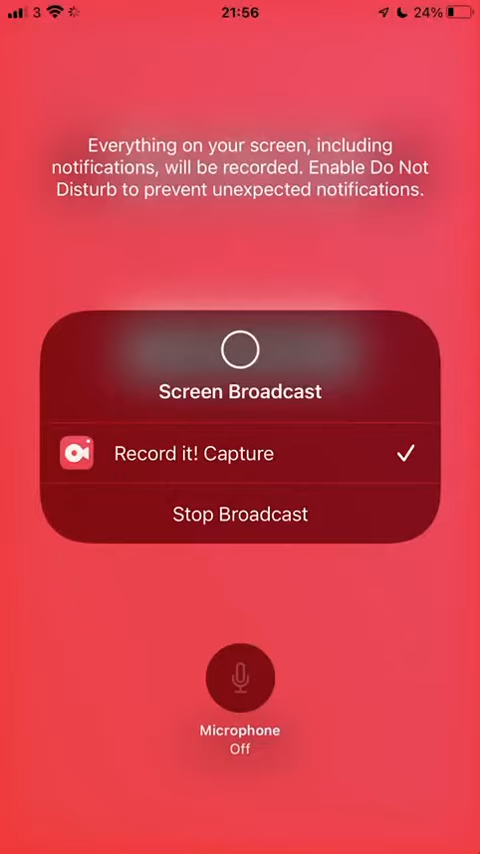 3 21:56 24%
Everything on your screen, including
notifications, will be recorded. Enable Do Not
Disturb to prevent unexpected notifications.
Screen Broadcast
Record it! Capture
Stop Broadcast
Microphone
Off